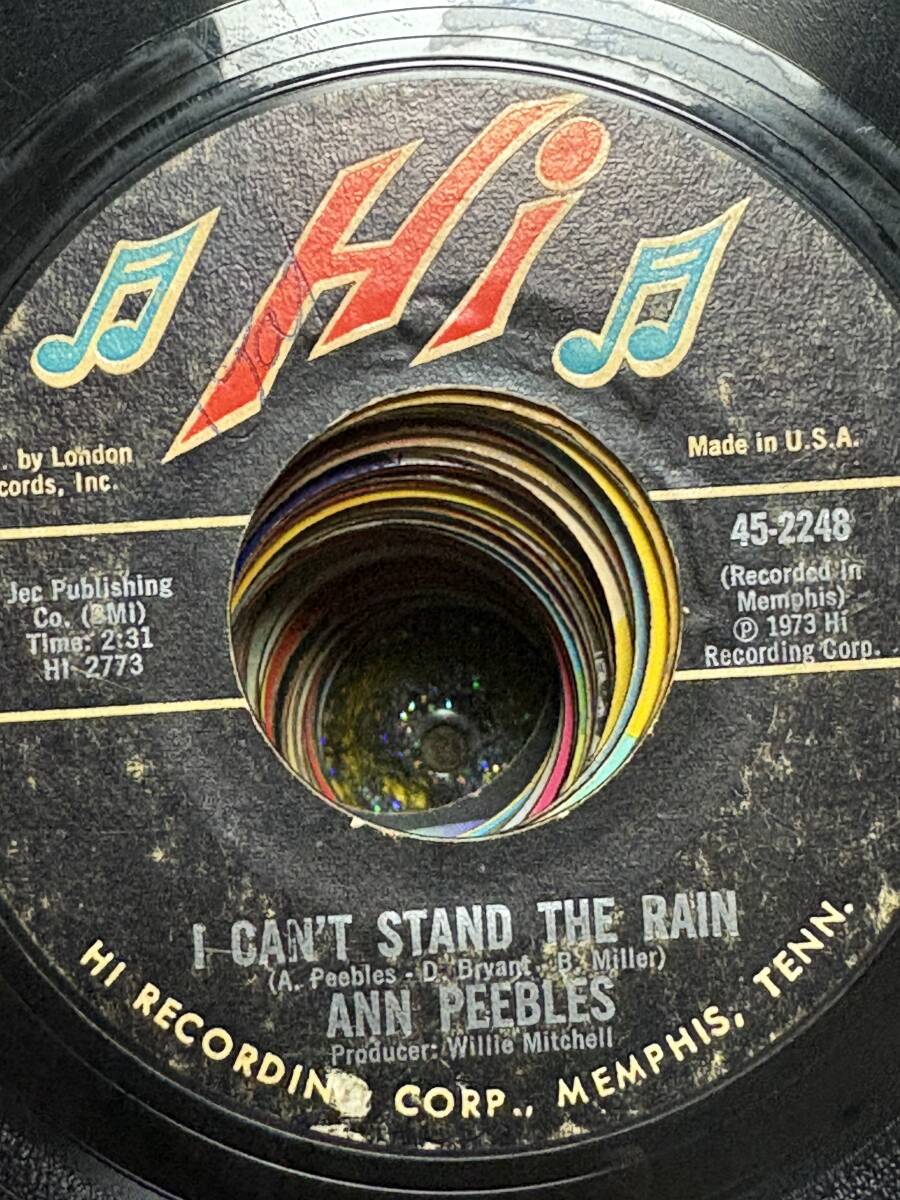 Hi
. by London
cords, Inc.
Made in U.S.A.
Jec Publishing
Co. (BMI)
Time: 2:31
HI-2773
45-2248
(Recorded In
Memphis)
℗ 1973 Hi
Recording Corp.
I CAN'T STAND THE RAIN
(A. Peebles - D. Bryant - B. Miller)
ANN PEEBLES
Producer: Willie Mitchell
HI RECORDING CORP., MEMPHIS, TENN.